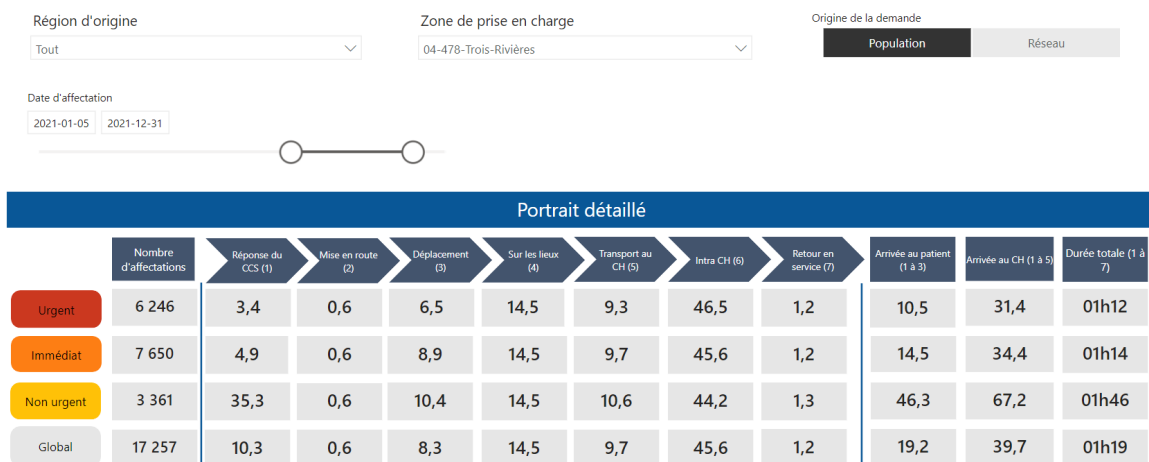 Région d'origine
Zone de prise en charge
Origine de la demande
Tout
04-478-Trois-Rivières
Population
Réseau
Date d'affectation
2021-01-05
2021-12-31
Portrait détaillé
Nombre
d'affectations
Réponse du
CCS (1)
Mise en route
(2)
Déplacement
(3)
Sur les lieux
(4)
Transport au
CH (5)
Intra CH (6)
Retour en
service (7)
Arrivée au patient
(1 à 3)
Arrivée au CH (1 à 5)
Durée totale (1 à
7)
Urgent 6 246 3,4 0,6 6,5 14,5 9,3 46,5 1,2 10,5 31,4 01h12
Immédiat 7 650 4,9 0,6 8,9 14,5 9,7 45,6 1,2 14,5 34,4 01h14
Non urgent 3 361 35,3 0,6 10,4 14,5 10,6 44,2 1,3 46,3 67,2 01h46
Global 17 257 10,3 0,6 8,3 14,5 9,7 45,6 1,2 19,2 39,7 01h19